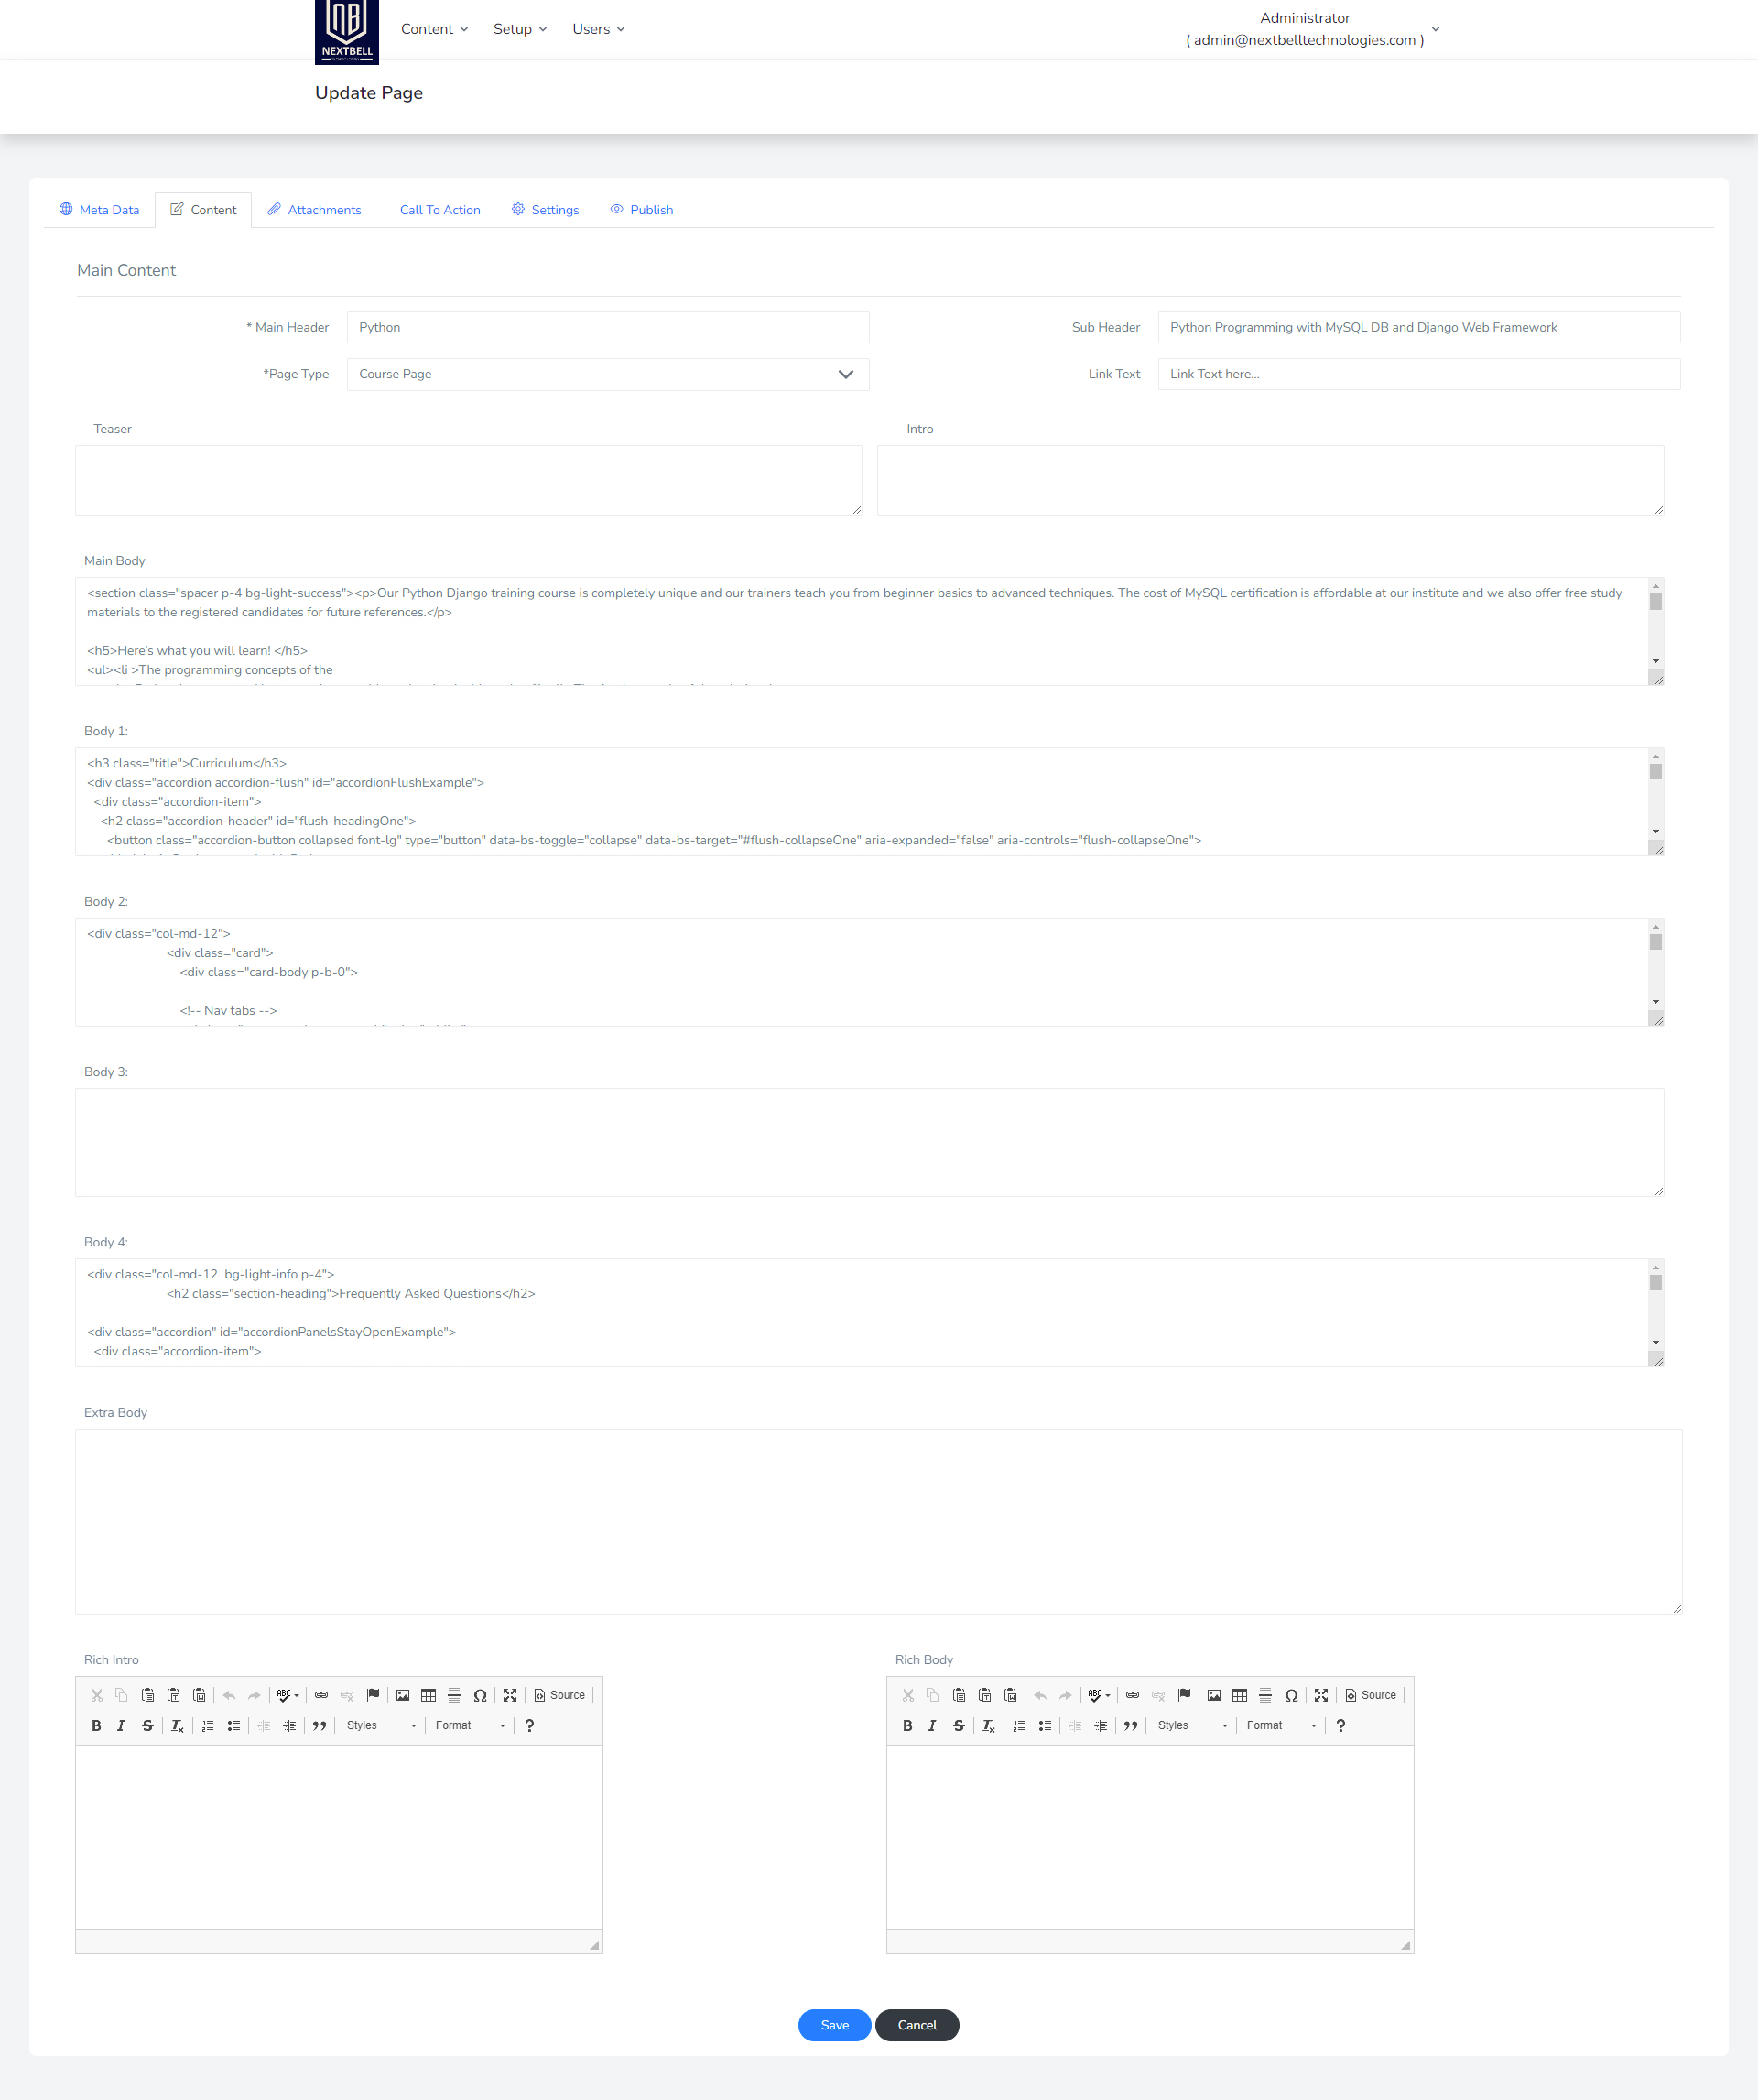 NB
NEXTBELL
Content
Setup
Users
Administrator
( admin@nextbelltechnologies.com )
Update Page
Meta Data
Content
Attachments
Call To Action
Settings
Publish
Main Content
* Main Header
Python
Sub Header
Python Programming with MySQL DB and Django Web Framework
*Page Type
Course Page
Link Text
Link Text here...
Teaser
Intro
Main Body
<section class="spacer p-4 bg-light-success"><p>Our Python Django training course is completely unique and our trainers teach you from beginner basics to advanced techniques. The cost of MySQL certification is affordable at our institute and we also offer free study
materials to the registered candidates for future references.</p>
<h5>Here's what you will learn! </h5>
<ul><li >The programming concepts of the
Body 1:
<h3 class="title">Curriculum</h3>
<div class="accordion accordion-flush" id="accordionFlushExample">
<div class="accordion-item">
<h2 class="accordion-header" id="flush-headingOne">
<button class="accordion-button collapsed font-lg" type="button" data-bs-toggle="collapse" data-bs-target="#flush-collapseOne" aria-expanded="false" aria-controls="flush-collapseOne">
Body 2:
<div class="col-md-12">
<div class="card">
<div class="card-body p-b-0">
<!-- Nav tabs -->
Body 3:
Body 4:
<div class="col-md-12  bg-light-info p-4">
<h2 class="section-heading">Frequently Asked Questions</h2>
<div class="accordion" id="accordionPanelsStayOpenExample">
<div class="accordion-item">
Extra Body
Rich Intro
Rich Body
ABC
Ω
Source
ABC
Ω
Source
B I S Tx
Styles
Format
?
B I S Tx
Styles
Format
?
Save
Cancel